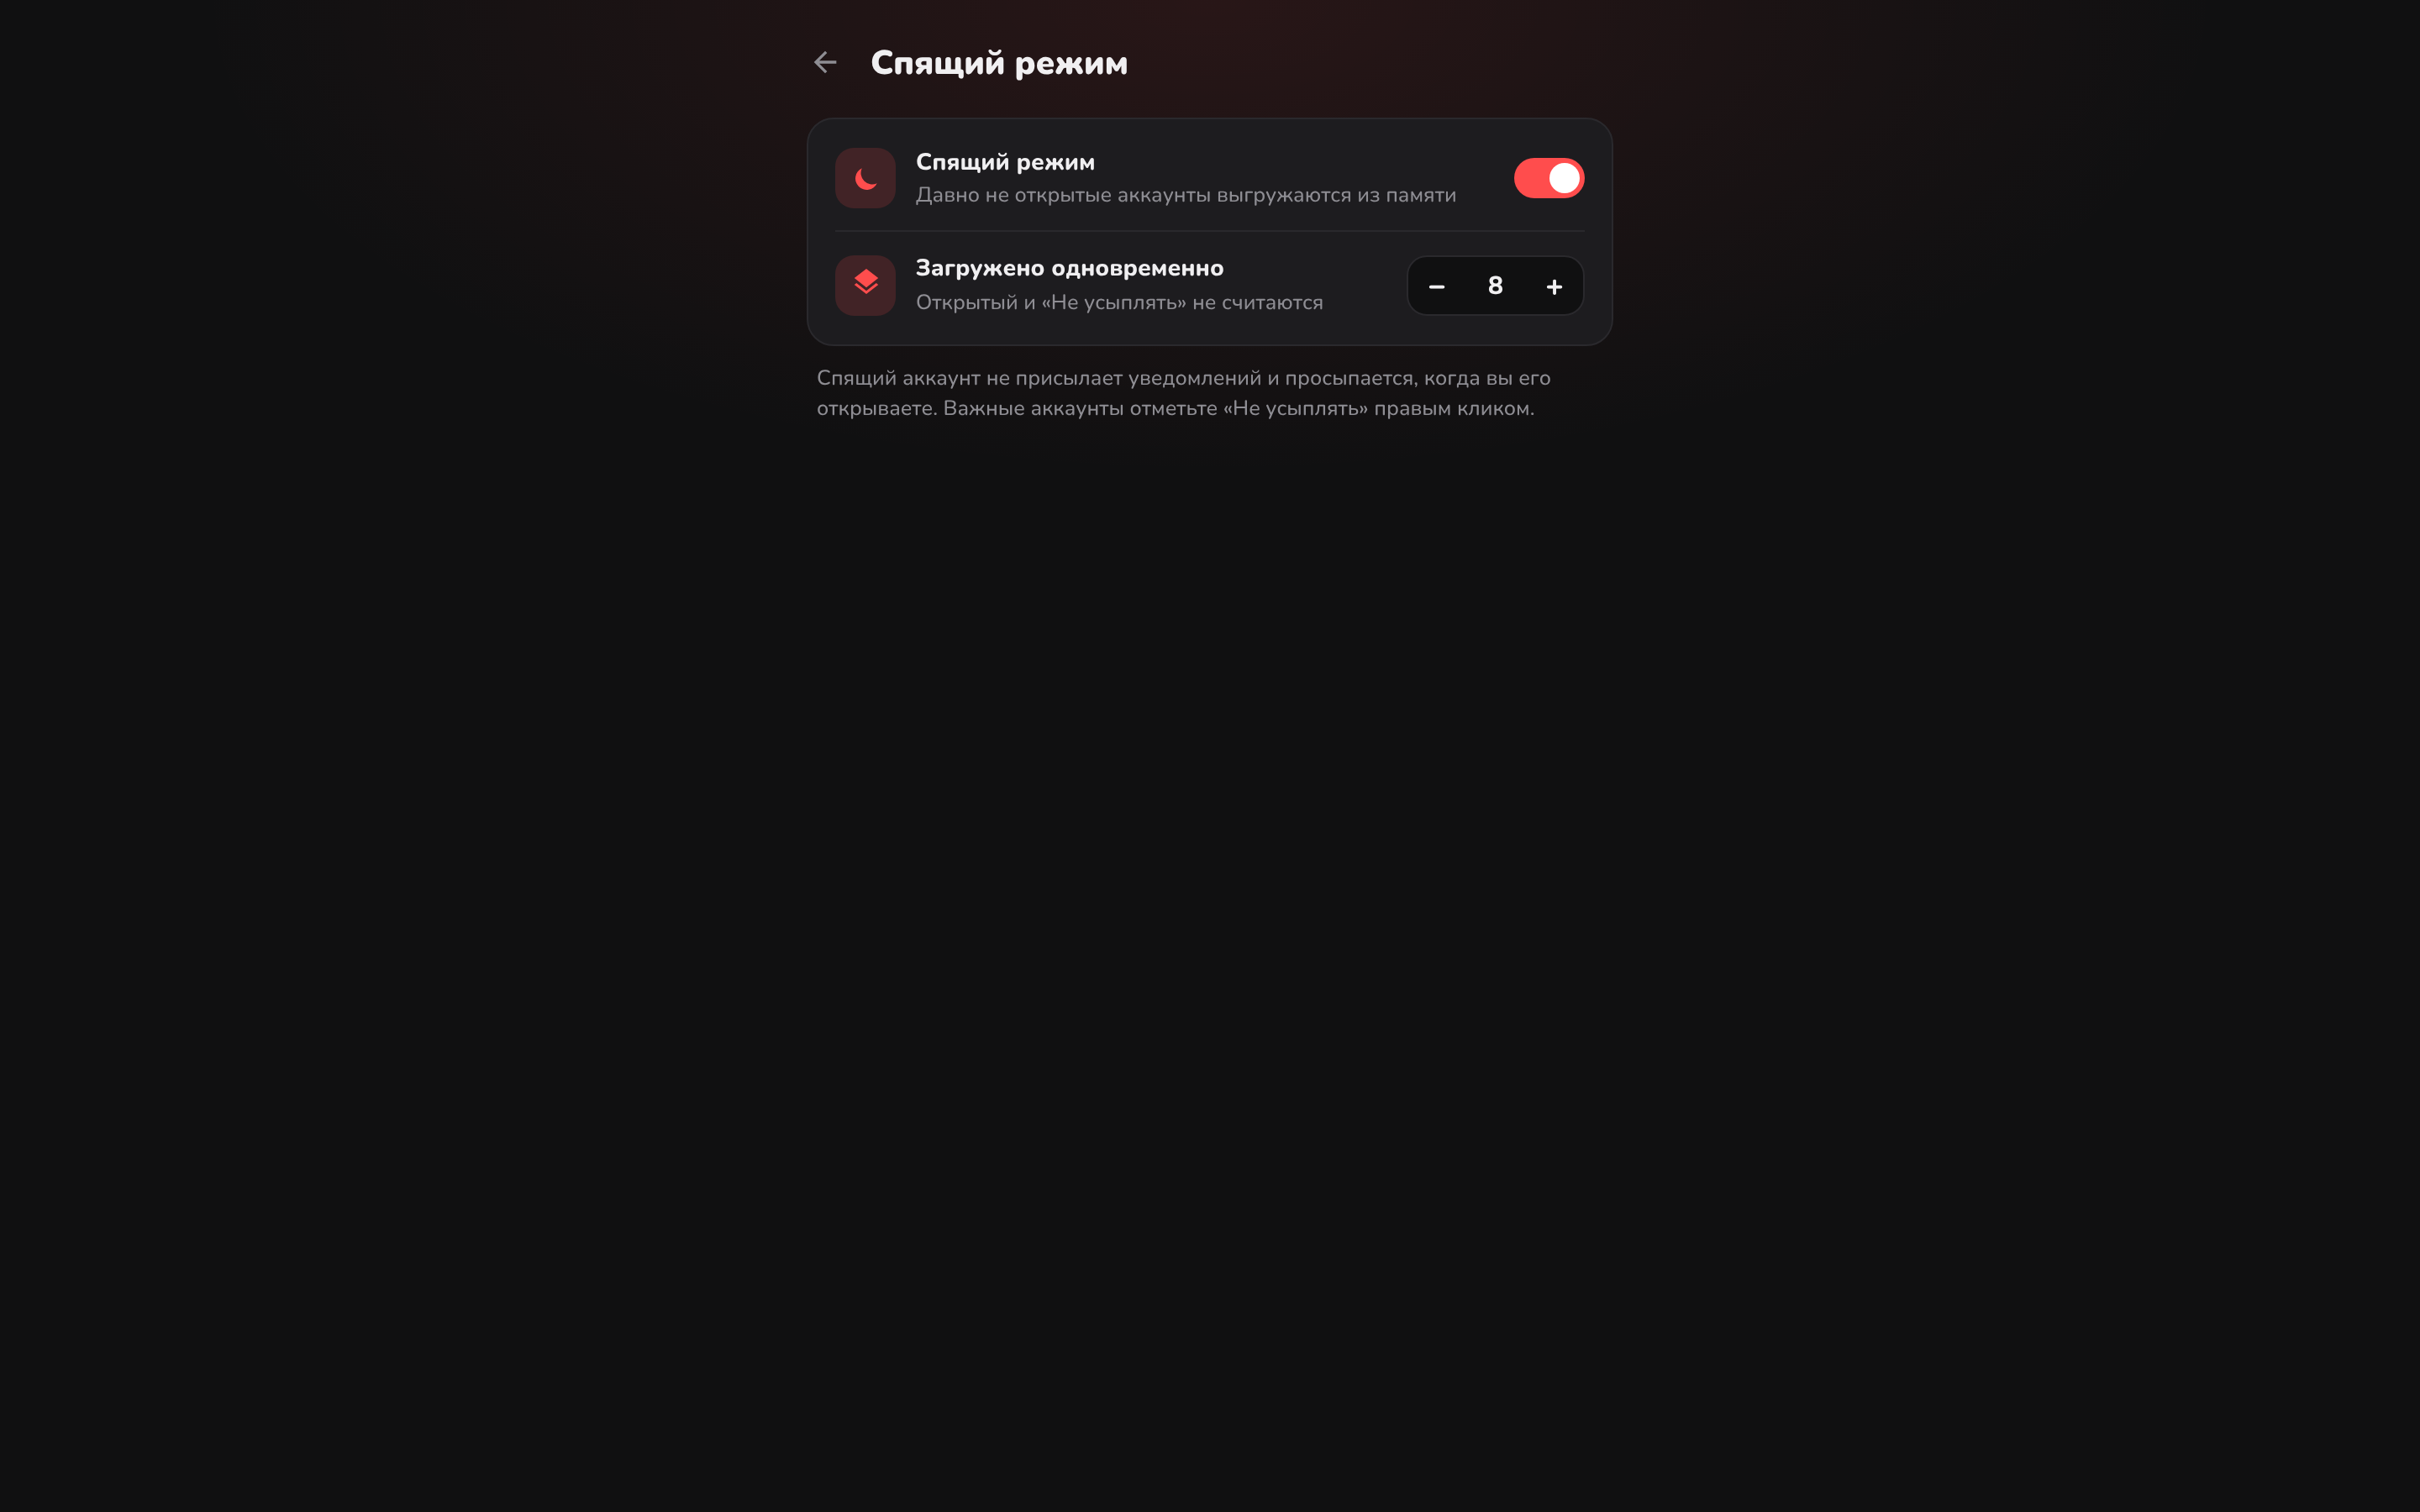 Спящий режим
Спящий режим
Давно не открытые аккаунты выгружаются из памяти
Загружено одновременно
Открытый и «Не усыплять» не считаются
− 8 +
Спящий аккаунт не присылает уведомлений и просыпается, когда вы его
открываете. Важные аккаунты отметьте «Не усыплять» правым кликом.